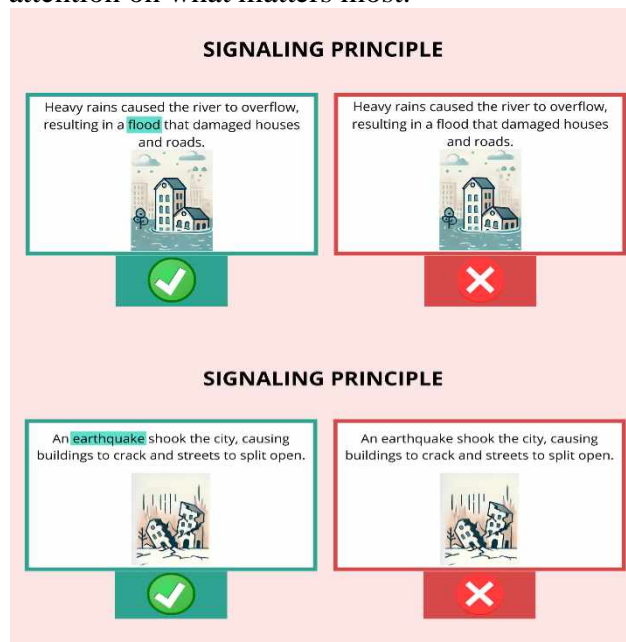 attention on what matters most.
SIGNALING PRINCIPLE
Heavy rains caused the river to overflow,
resulting in a flood that damaged houses
and roads.
Heavy rains caused the river to overflow,
resulting in a flood that damaged houses
and roads.
SIGNALING PRINCIPLE
An earthquake shook the city, causing
buildings to crack and streets to split open.
An earthquake shook the city, causing
buildings to crack and streets to split open.